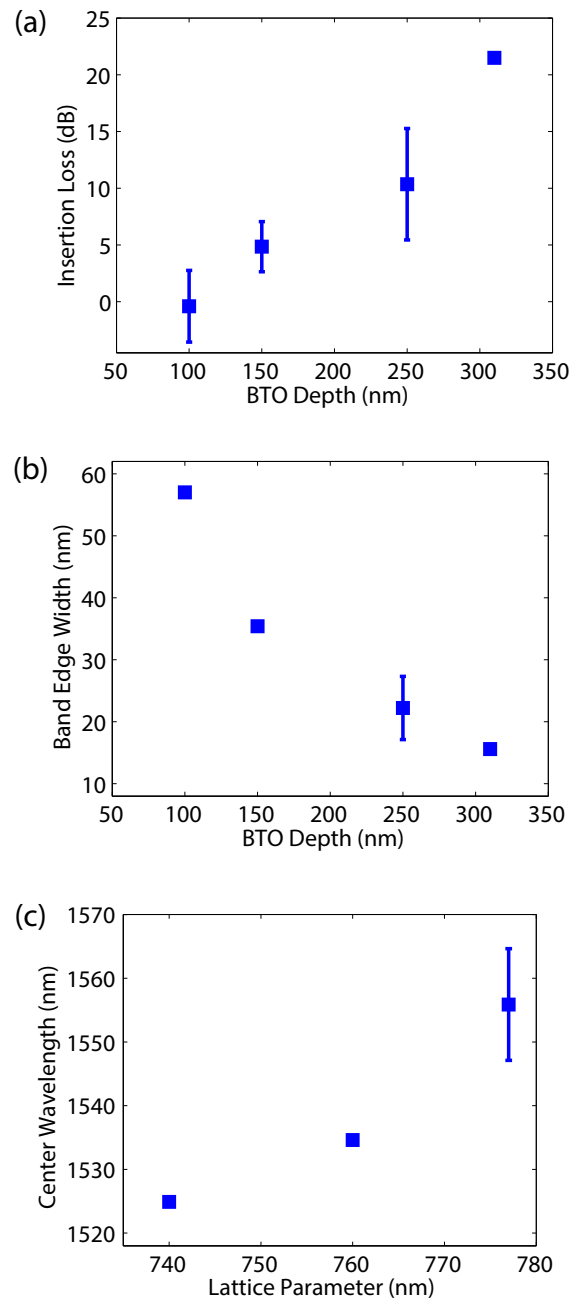 (a)
25
20
15
10
5
0
Insertion Loss (dB)
50 100 150 200 250 300 350
BTO Depth (nm)
(b)
60
50
40
30
20
10
Band Edge Width (nm)
50 100 150 200 250 300 350
BTO Depth (nm)
(c)
1570
1560
1550
1540
1530
1520
Center Wavelength (nm)
740 750 760 770 780
Lattice Parameter (nm)